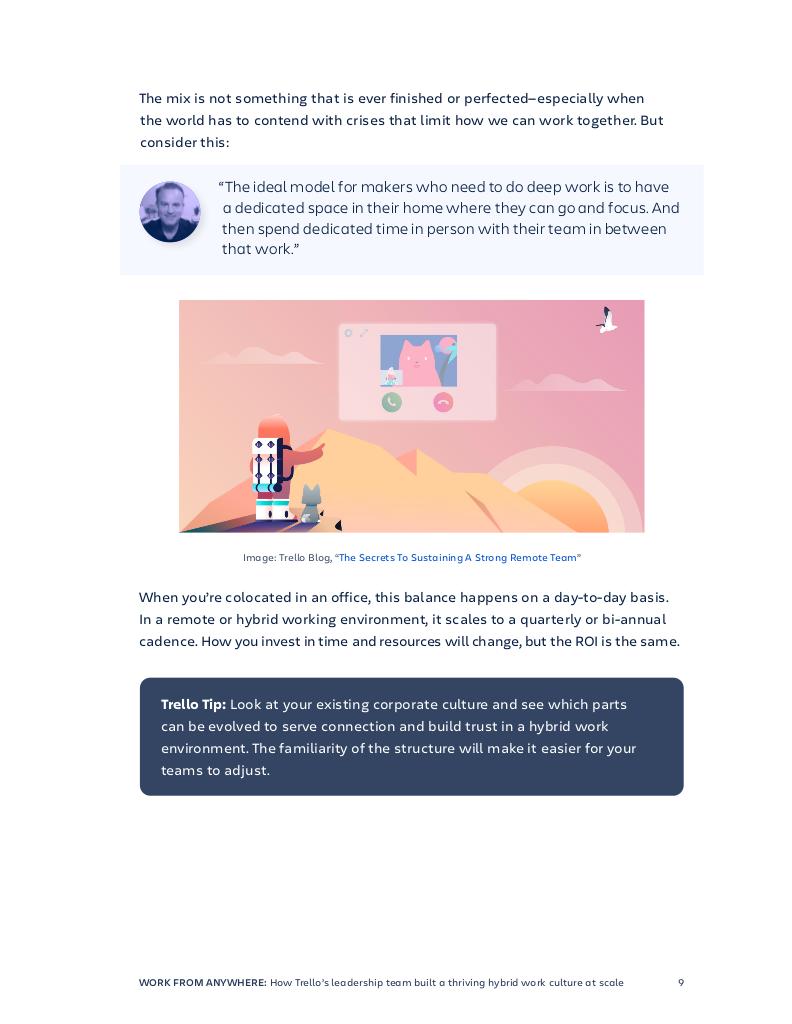 The mix is not something that is ever finished or perfected—especially when
the world has to contend with crises that limit how we can work together. But
consider this:
“The ideal model for makers who need to do deep work is to have
a dedicated space in their home where they can go and focus. And
then spend dedicated time in person with their team in between
that work.”
Image: Trello Blog, “The Secrets To Sustaining A Strong Remote Team”
When you’re colocated in an office, this balance happens on a day-to-day basis.
In a remote or hybrid working environment, it scales to a quarterly or bi-annual
cadence. How you invest in time and resources will change, but the ROI is the same.
Trello Tip: Look at your existing corporate culture and see which parts
can be evolved to serve connection and build trust in a hybrid work
environment. The familiarity of the structure will make it easier for your
teams to adjust.
WORK FROM ANYWHERE: How Trello’s leadership team built a thriving hybrid work culture at scale 9